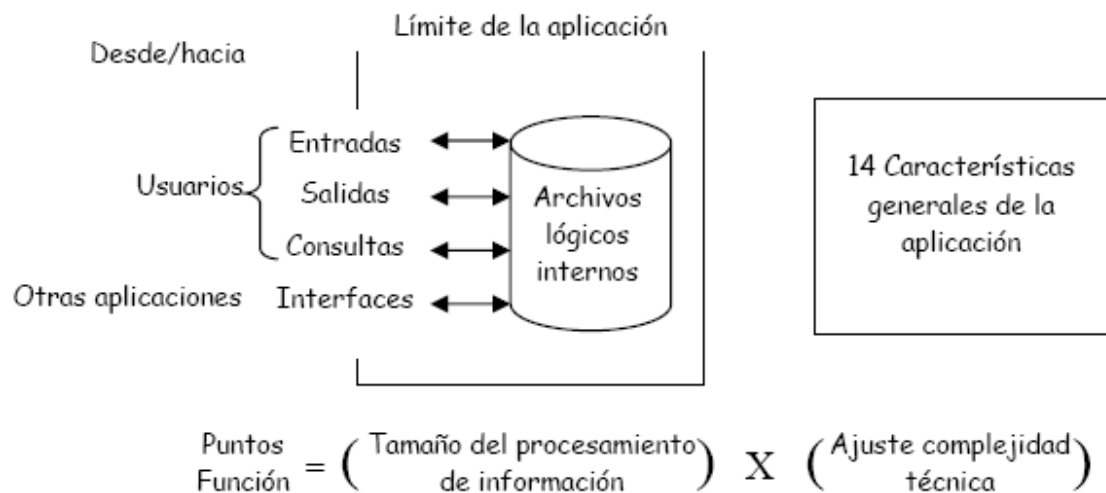 Límite de la aplicación
Desde/hacia
Entradas
Usuarios
Salidas
Consultas
Otras aplicaciones
Interfaces
Archivos
lógicos
internos
14 Características
generales de la
aplicación
Puntos
Función
=
( Tamaño del procesamiento
de información )
X
( Ajuste complejidad
técnica )